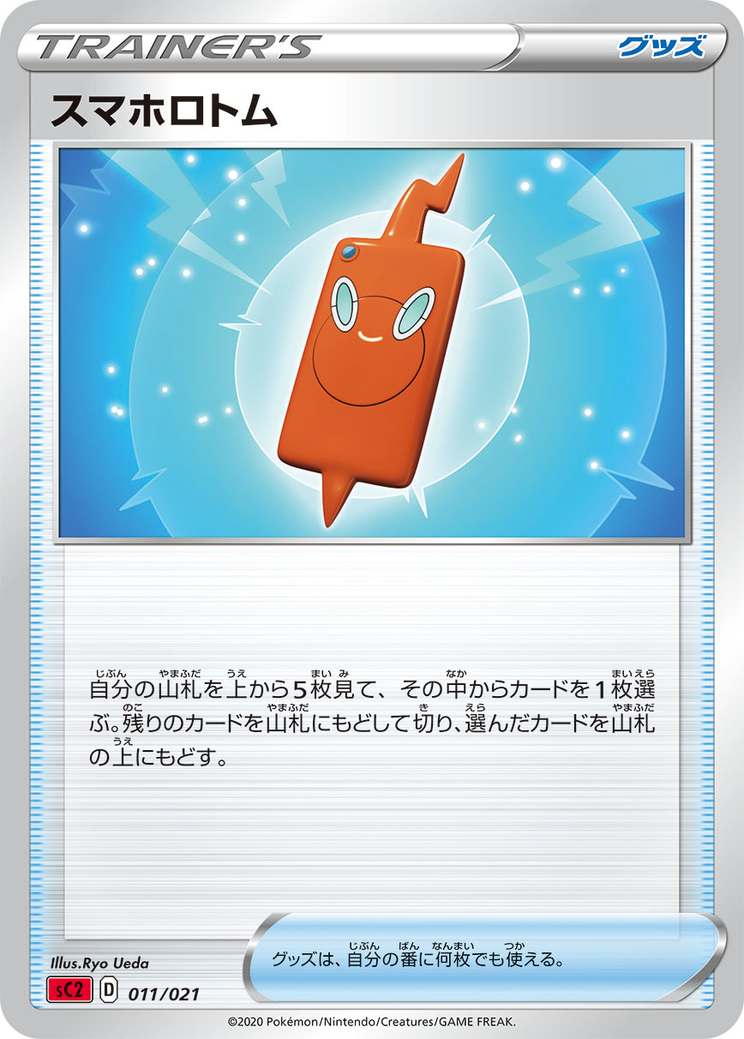 TRAINER'S グッズ
スマホロトム
自分の山札を上から5枚見て、その中からカードを1枚選
ぶ。残りのカードを山札にもどして切り、選んだカードを山札
の上にもどす。
グッズは、自分の番に何枚でも使える。
Illus.Ryo Ueda
sC2 D 011/021
©2020 Pokémon/Nintendo/Creatures/GAME FREAK.